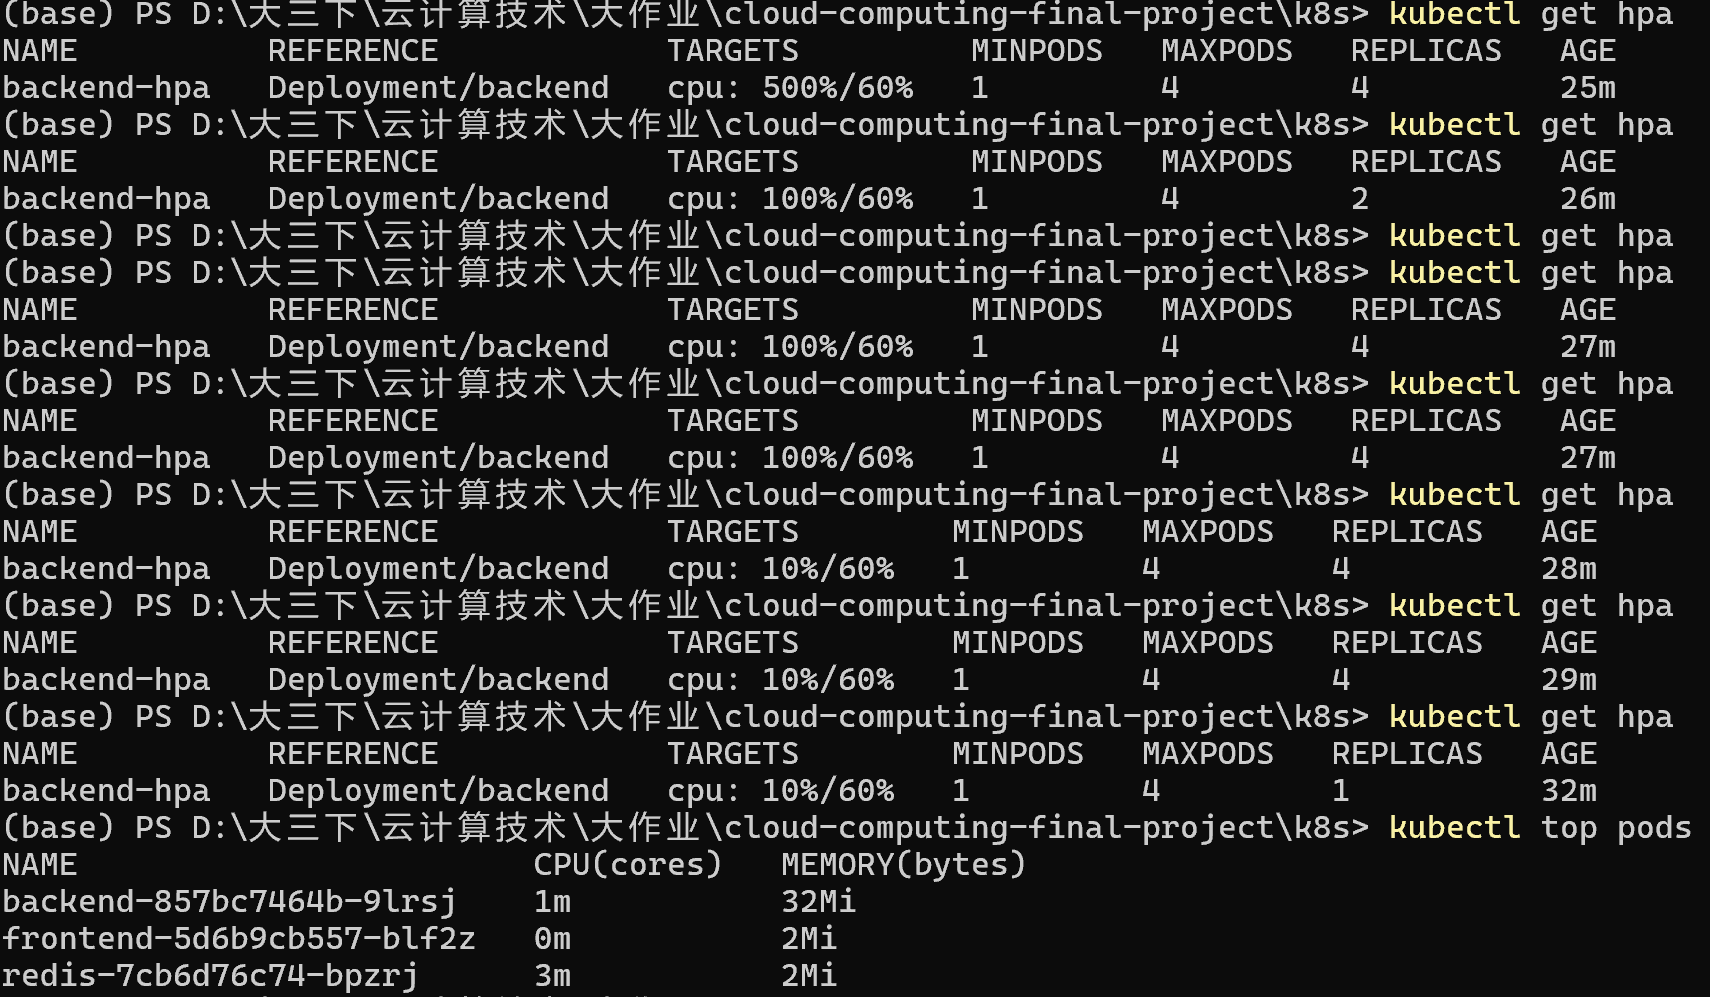 (base) PS D:\大三下\云计算技术\大作业\cloud-computing-final-project\k8s> kubectl get hpa
NAME REFERENCE TARGETS MINPODS MAXPODS REPLICAS AGE
backend-hpa Deployment/backend cpu: 500%/60% 1 4 4 25m
(base) PS D:\大三下\云计算技术\大作业\cloud-computing-final-project\k8s> kubectl get hpa
NAME REFERENCE TARGETS MINPODS MAXPODS REPLICAS AGE
backend-hpa Deployment/backend cpu: 100%/60% 1 4 2 26m
(base) PS D:\大三下\云计算技术\大作业\cloud-computing-final-project\k8s> kubectl get hpa
(base) PS D:\大三下\云计算技术\大作业\cloud-computing-final-project\k8s> kubectl get hpa
NAME REFERENCE TARGETS MINPODS MAXPODS REPLICAS AGE
backend-hpa Deployment/backend cpu: 100%/60% 1 4 4 27m
(base) PS D:\大三下\云计算技术\大作业\cloud-computing-final-project\k8s> kubectl get hpa
NAME REFERENCE TARGETS MINPODS MAXPODS REPLICAS AGE
backend-hpa Deployment/backend cpu: 100%/60% 1 4 4 27m
(base) PS D:\大三下\云计算技术\大作业\cloud-computing-final-project\k8s> kubectl get hpa
NAME REFERENCE TARGETS MINPODS MAXPODS REPLICAS AGE
backend-hpa Deployment/backend cpu: 10%/60% 1 4 4 28m
(base) PS D:\大三下\云计算技术\大作业\cloud-computing-final-project\k8s> kubectl get hpa
NAME REFERENCE TARGETS MINPODS MAXPODS REPLICAS AGE
backend-hpa Deployment/backend cpu: 10%/60% 1 4 4 29m
(base) PS D:\大三下\云计算技术\大作业\cloud-computing-final-project\k8s> kubectl get hpa
NAME REFERENCE TARGETS MINPODS MAXPODS REPLICAS AGE
backend-hpa Deployment/backend cpu: 10%/60% 1 4 1 32m
(base) PS D:\大三下\云计算技术\大作业\cloud-computing-final-project\k8s> kubectl top pods
NAME CPU(cores) MEMORY(bytes)
backend-857bc7464b-9lrsj 1m 32Mi
frontend-5d6b9cb557-blf2z 0m 2Mi
redis-7cb6d76c74-bpzrj 3m 2Mi